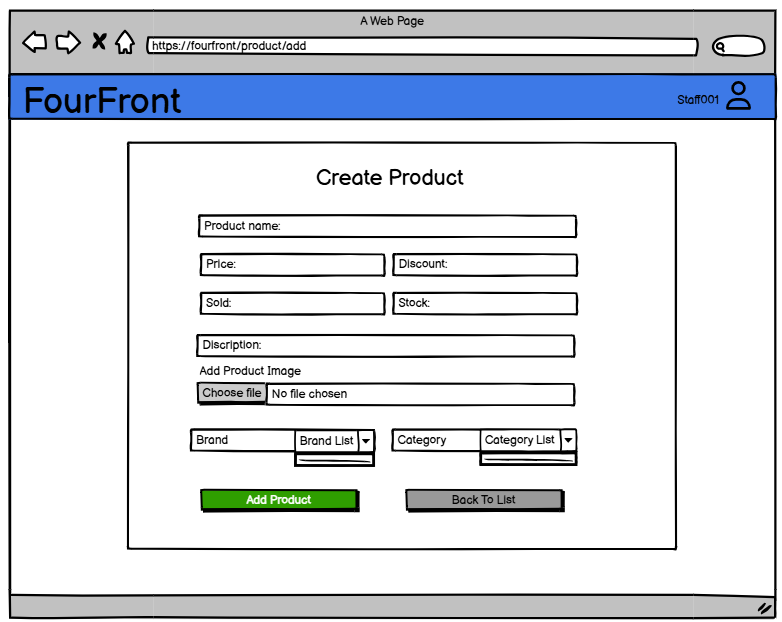 A Web Page
https://fourfront/product/add
FourFront
Staff001
Create Product
Product name:
Price: Discount:
Sold: Stock:
Discription:
Add Product Image
Choose file No file chosen
Brand Brand List Category Category List
Add Product Back To List